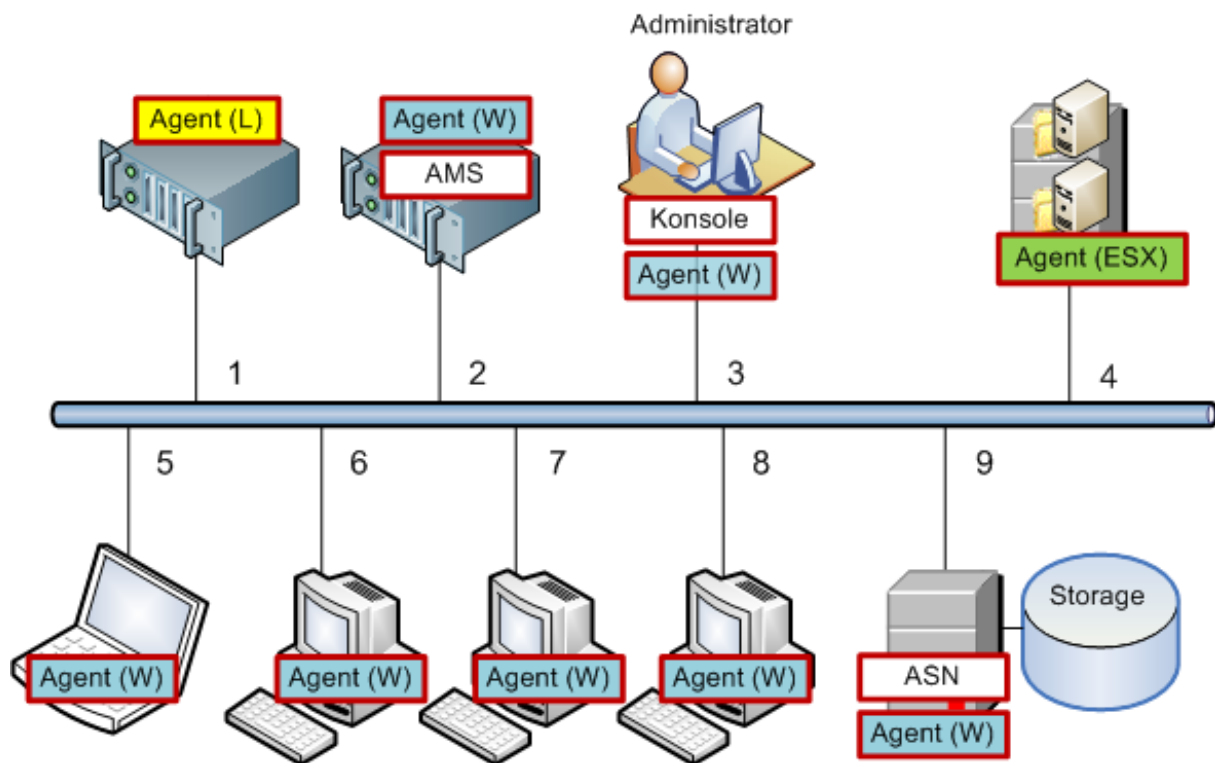 Administrator
Agent (L)
Agent (W)
AMS
Konsole
Agent (W)
Agent (ESX)
1
2
3
4
5
6
7
8
9
Agent (W)
Agent (W)
Agent (W)
Agent (W)
ASN
Agent (W)
Storage